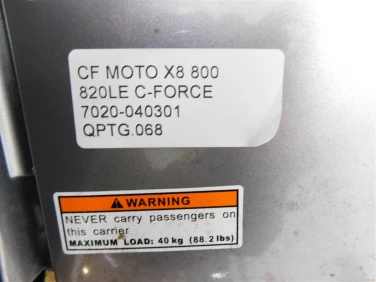 CF MOTO X8 800
820LE C-FORCE
7020-040301
QPTG.068
WARNING
NEVER carry passengers on
this carrier
MAXIMUM LOAD: 40 kg (88.2 lbs)